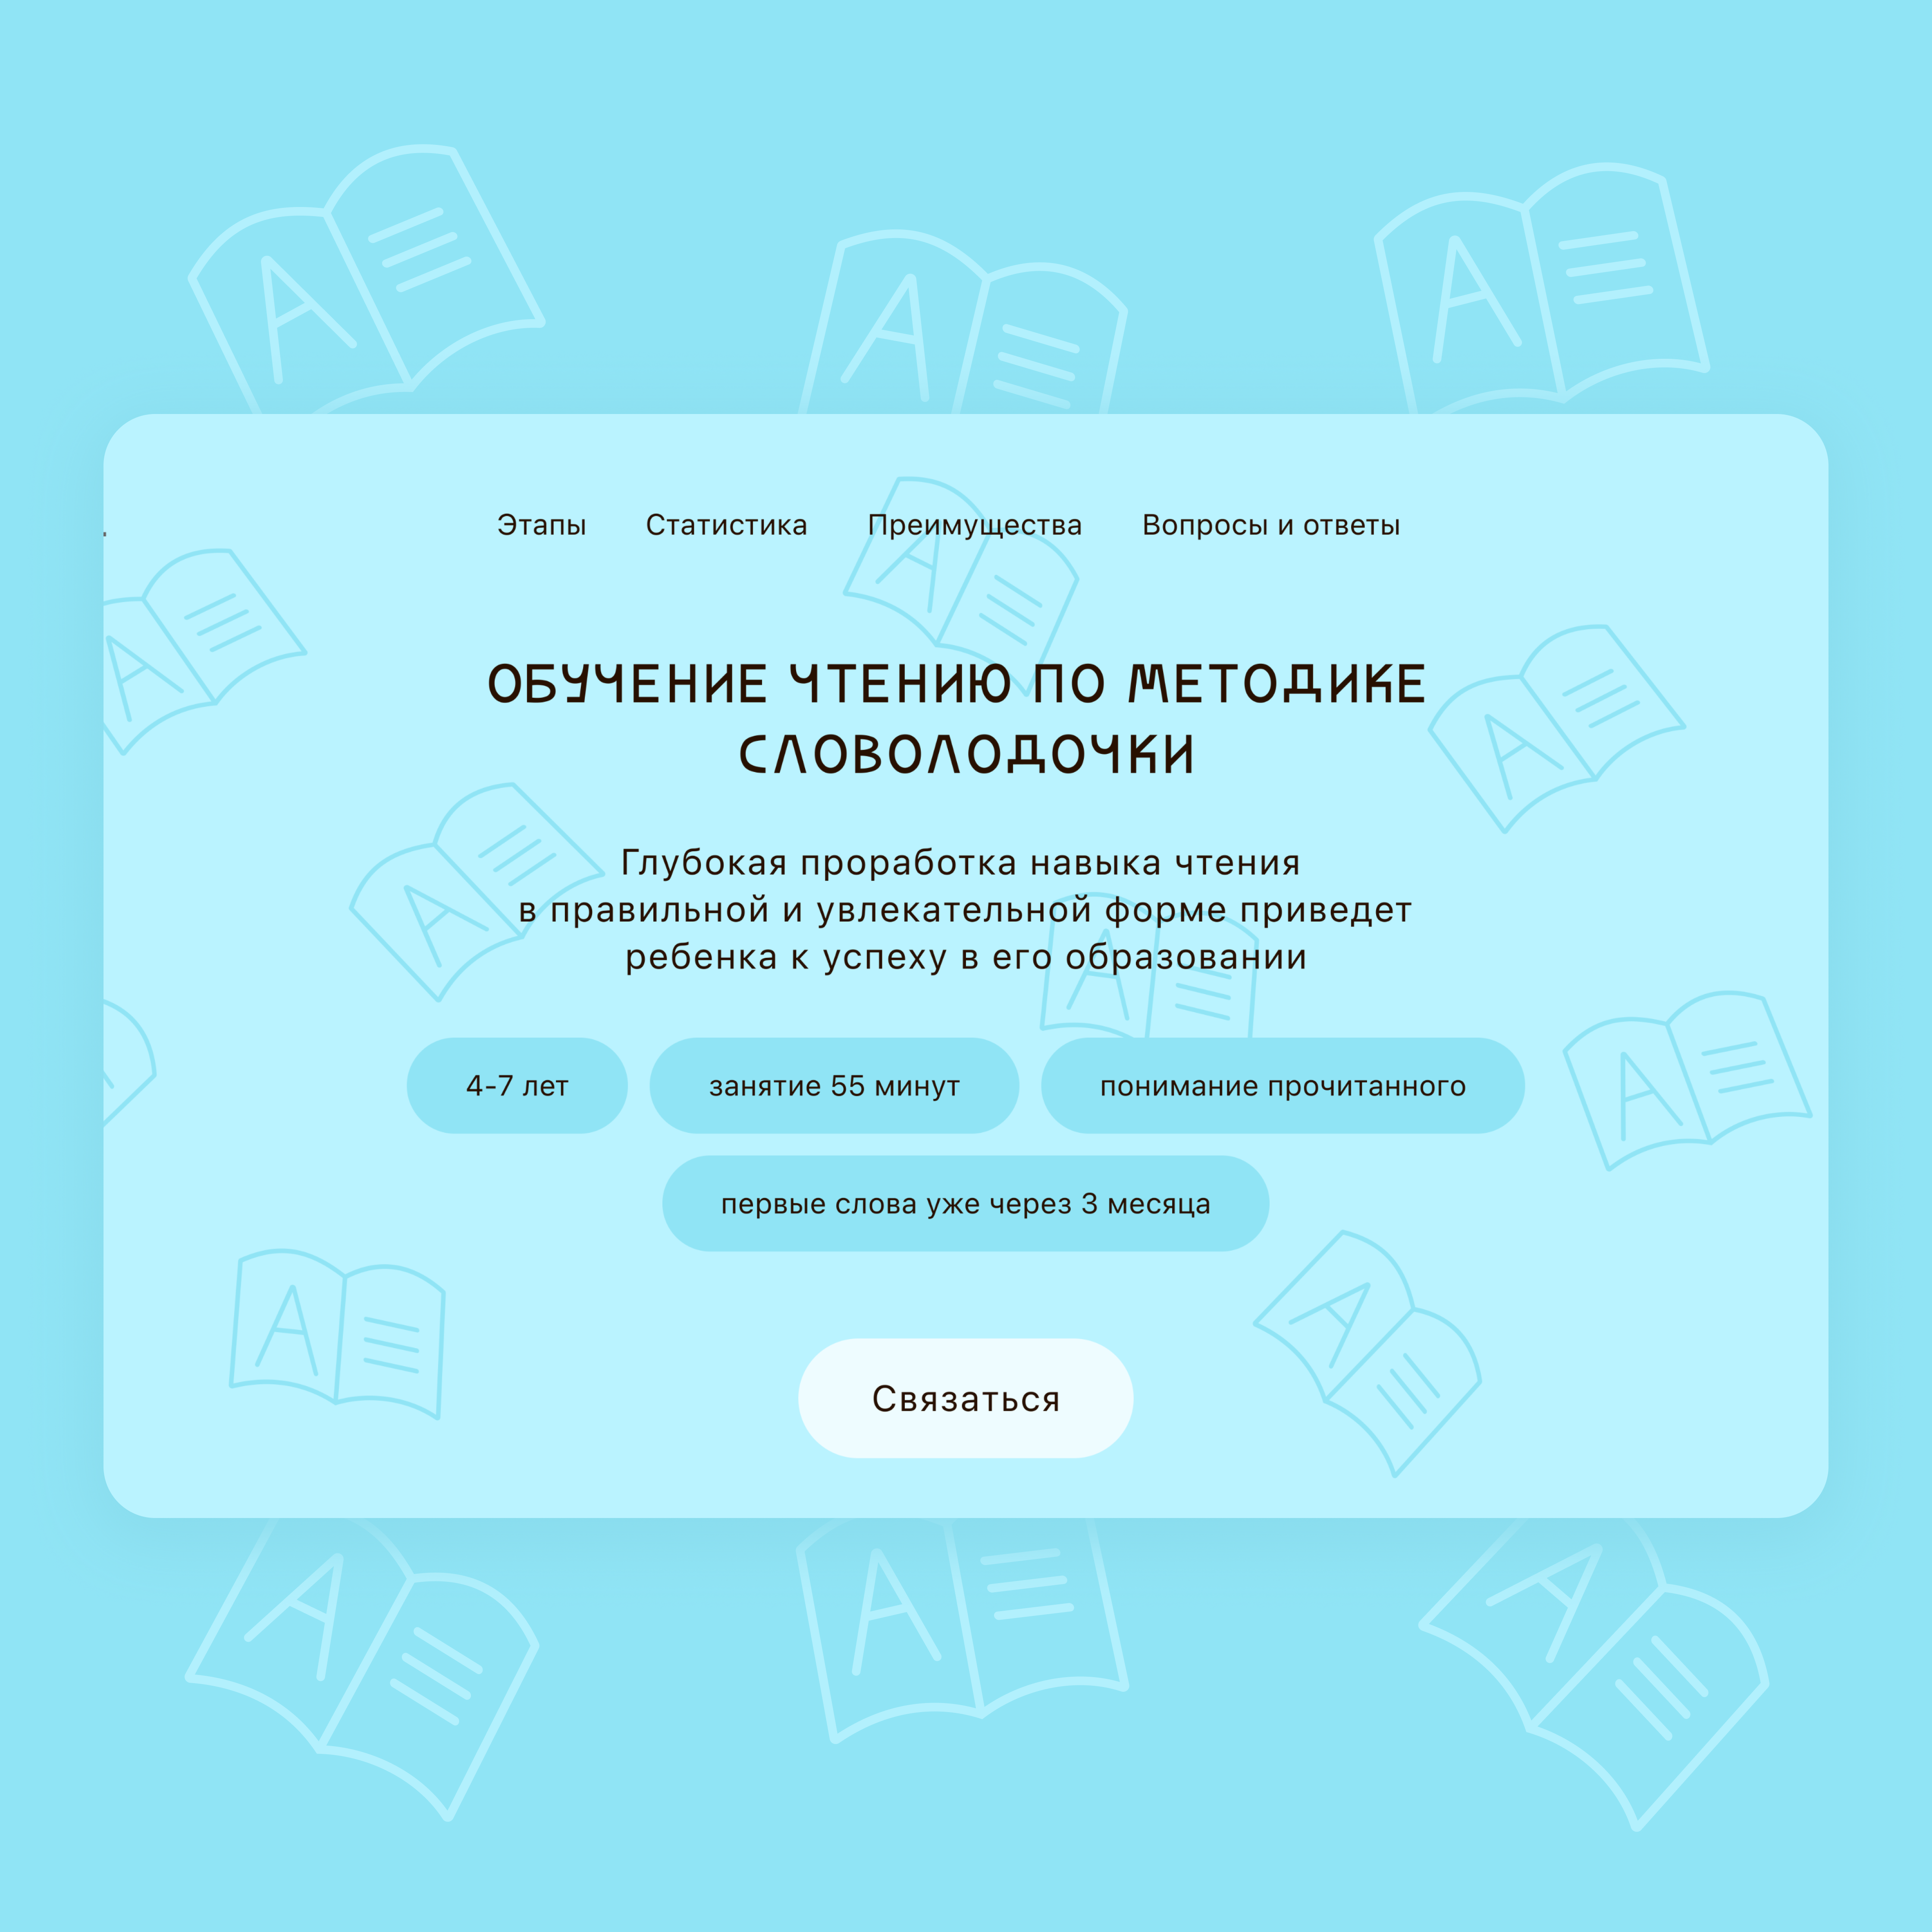 Этапы Статистика Преимущества Вопросы и ответы
ОБУЧЕНИЕ ЧТЕНИЮ ПО МЕТОДИКЕ
СЛОВОЛОДОЧКИ
Глубокая проработка навыка чтения
в правильной и увлекательной форме приведет
ребенка к успеху в его образовании
4-7 лет
занятие 55 минут
понимание прочитанного
первые слова уже через 3 месяца
Связаться